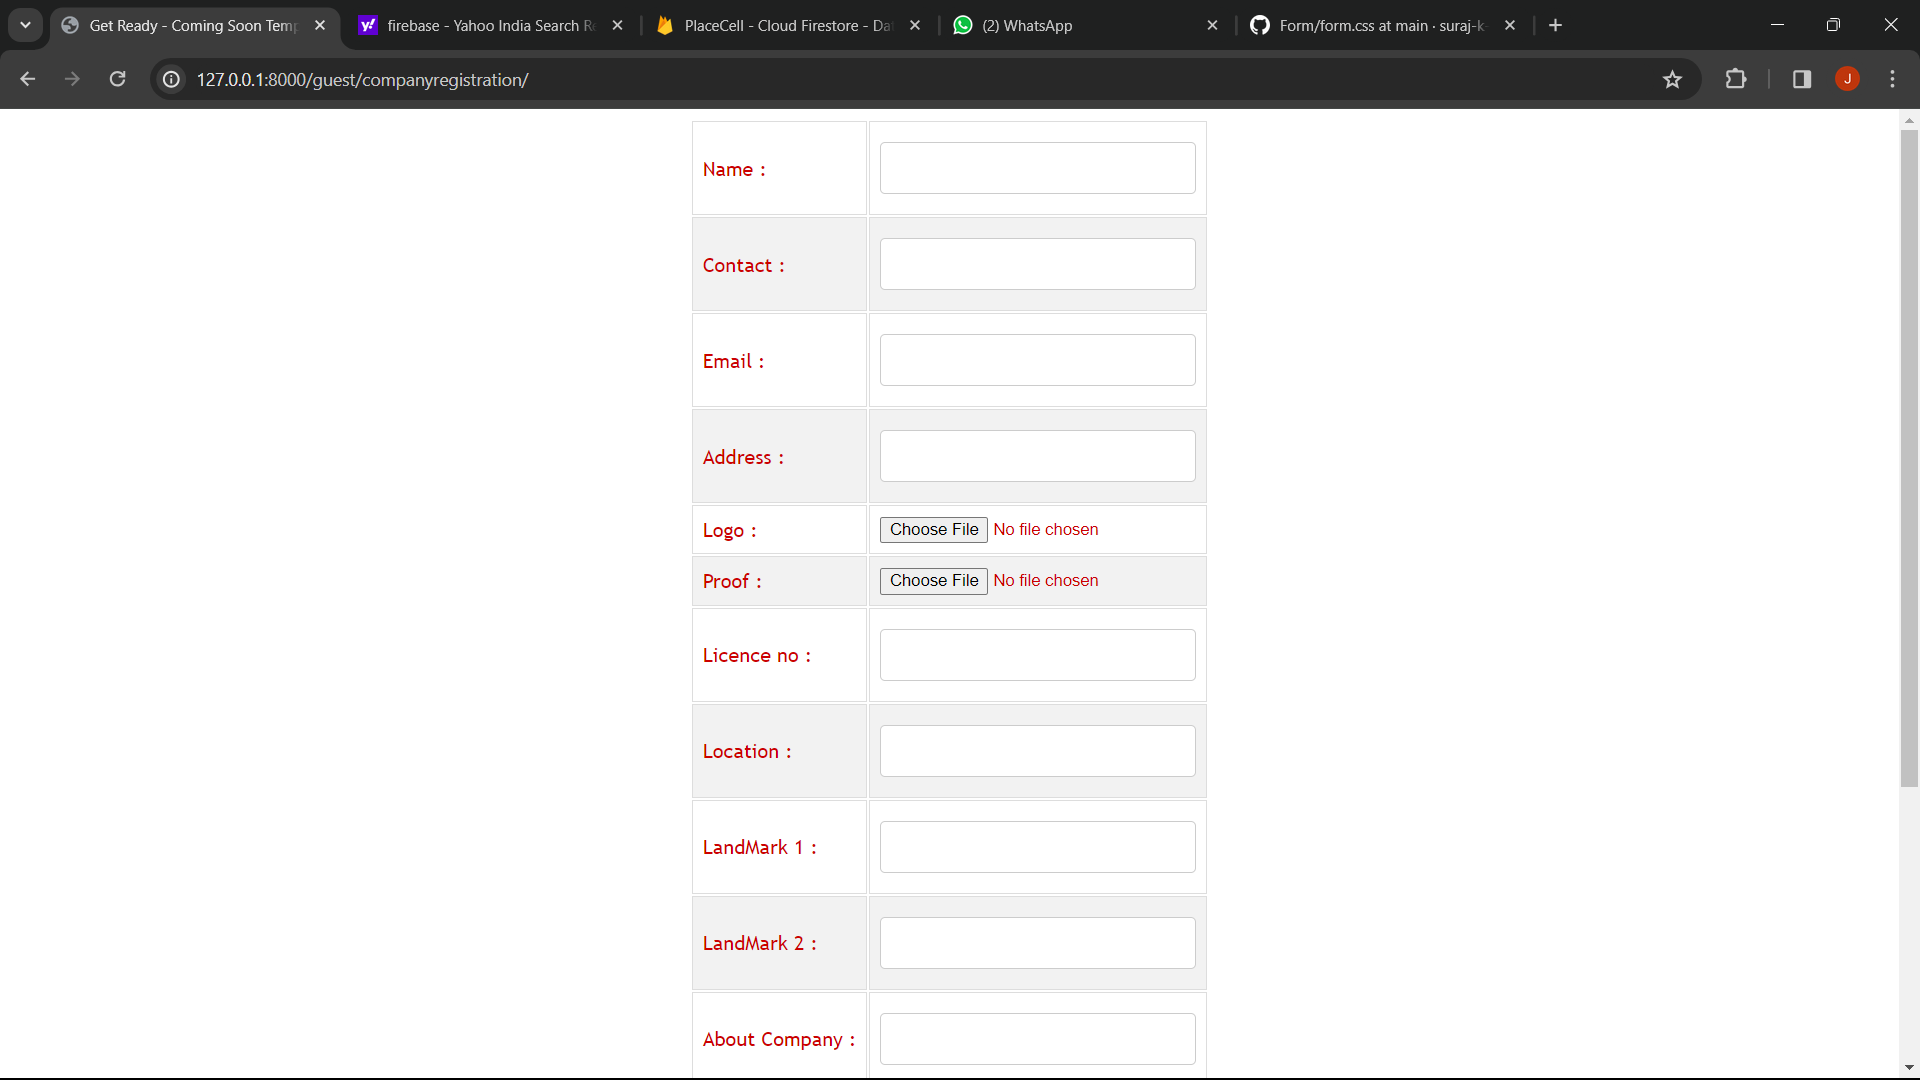 Get Ready - Coming Soon Temp
firebase - Yahoo India Search Re
PlaceCell - Cloud Firestore - Dat
(2) WhatsApp
Form/form.css at main · suraj-k
127.0.0.1:8000/guest/companyregistration/
J
Name :
Contact :
Email :
Address :
Logo : Choose File No file chosen
Proof : Choose File No file chosen
Licence no :
Location :
LandMark 1 :
LandMark 2 :
About Company :